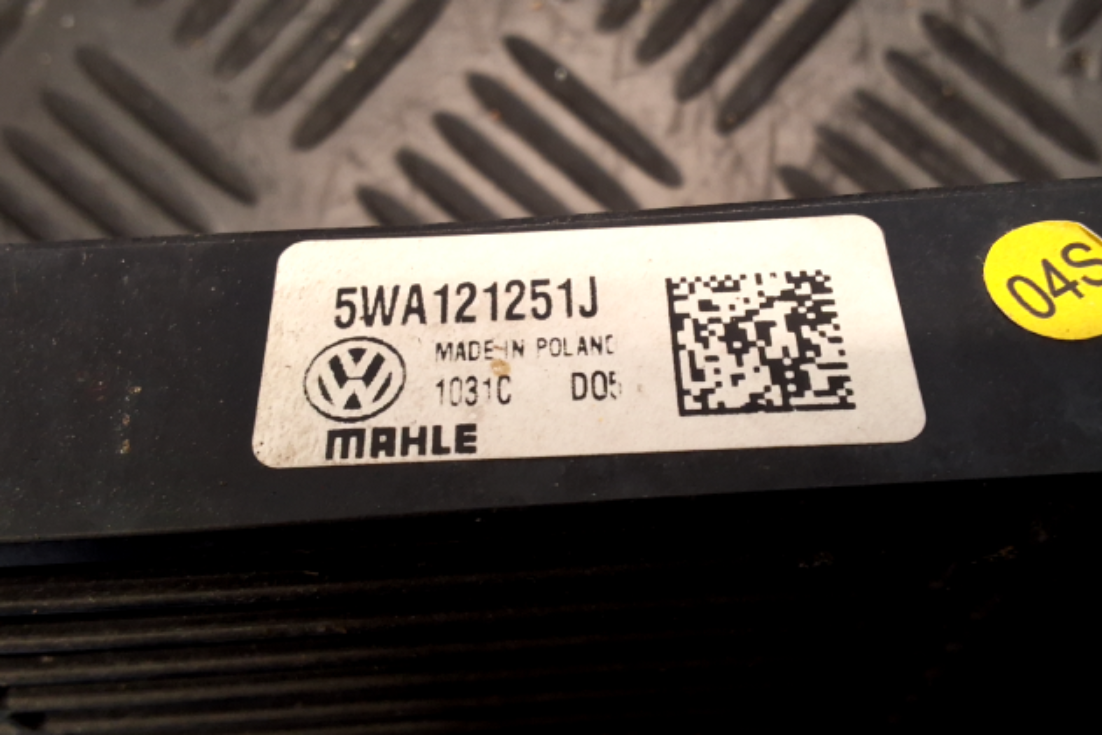 5WA121251J
MADE IN POLAND
1031C D05
MAHLE
04S